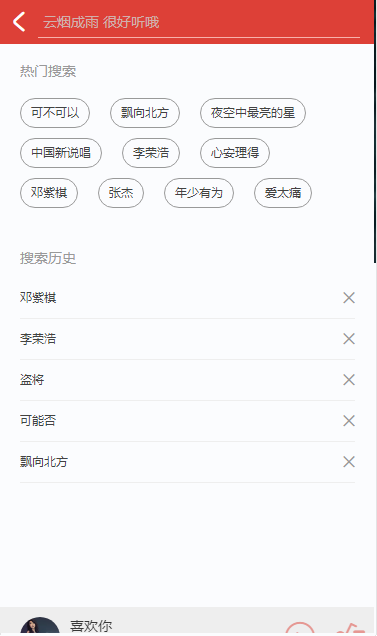 云烟成雨 很好听哦
热门搜索
可不可以 飘向北方 夜空中最亮的星
中国新说唱 李荣浩 心安理得
邓紫棋 张杰 年少有为 爱太痛
搜索历史
邓紫棋
李荣浩
盗将
可能否
飘向北方
喜欢你